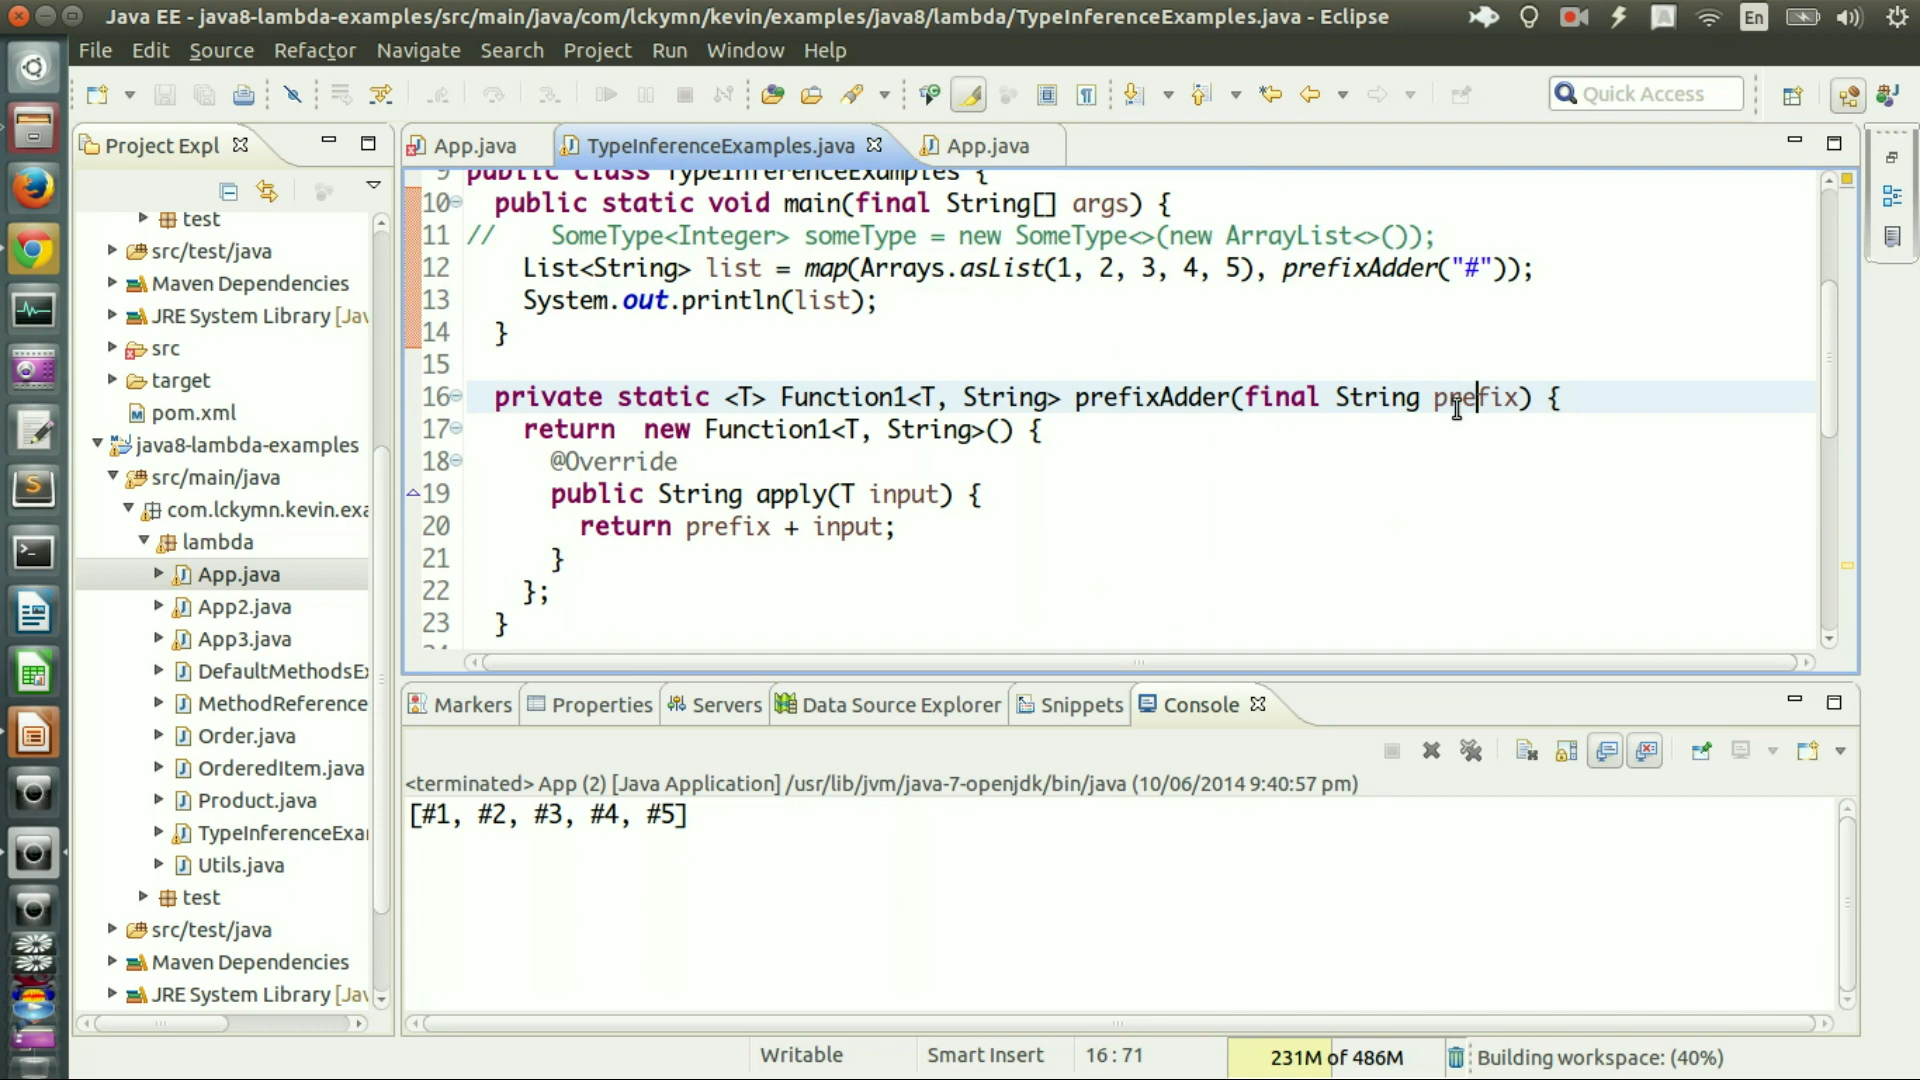 Java EE - java8-lambda-examples/src/main/java/com/lckymn/kevin/examples/java8/lambda/TypeInferenceExamples.java - Eclipse
En
File Edit Source Refactor Navigate Search Project Run Window Help
Quick Access
Project Expl
test
src/test/java
Maven Dependencies
JRE System Library [Jav
src
target
pom.xml
java8-lambda-examples
src/main/java
com.lckymn.kevin.exa
lambda
App.java
App2.java
App3.java
DefaultMethodsEx
MethodReference
Order.java
OrderedItem.java
Product.java
TypeInferenceExa
Utils.java
test
src/test/java
Maven Dependencies
JRE System Library [Jav
App.java
TypeInferenceExamples.java
App.java
9 public class TypeInferenceExamples {
10 public static void main(final String[] args) {
11 // SomeType<Integer> someType = new SomeType<>(new ArrayList<>());
12 List<String> list = map(Arrays.asList(1, 2, 3, 4, 5), prefixAdder("#"));
13 System.out.println(list);
14 }
15
16 private static <T> Function1<T, String> prefixAdder(final String prefix) {
17 return new Function1<T, String>() {
18 @Override
19 public String apply(T input) {
20 return prefix + input;
21 }
22 };
23 }
Markers Properties Servers Data Source Explorer Snippets Console
<terminated> App (2) [Java Application] /usr/lib/jvm/java-7-openjdk/bin/java (10/06/2014 9:40:57 pm)
[#1, #2, #3, #4, #5]
Writable Smart Insert 16 : 71 231M of 486M Building workspace: (40%)